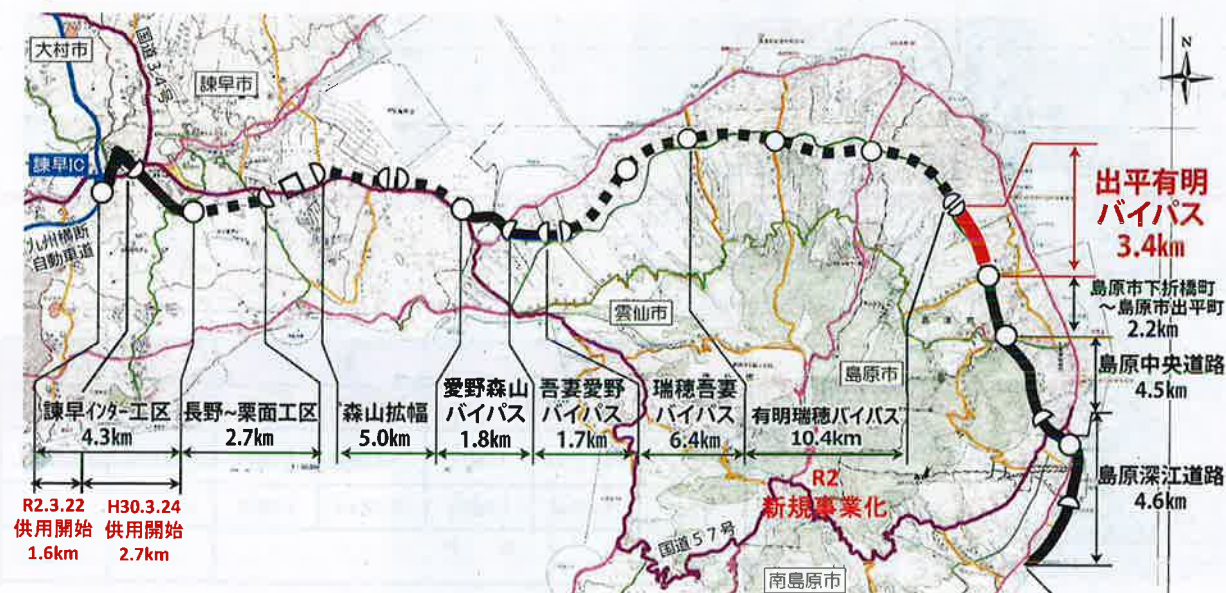 大村市
国道34号
諫早市
諫早IC
九州横断
自動車道
N
出平有明
バイパス
3.4km
島原市下折橋町
～島原市出平町
2.2km
島原中央道路
4.5km
島原深江道路
4.6km
雲仙市
島原市
諫早インター工区
4.3km
長野～栗面工区
2.7km
森山拡幅
5.0km
愛野森山
バイパス
1.8km
吾妻愛野
バイパス
1.7km
瑞穂吾妻
バイパス
6.4km
有明瑞穂バイパス
10.4km
R2
新規事業化
R2.3.22
供用開始
1.6km
H30.3.24
供用開始
2.7km
国道57号
南島原市